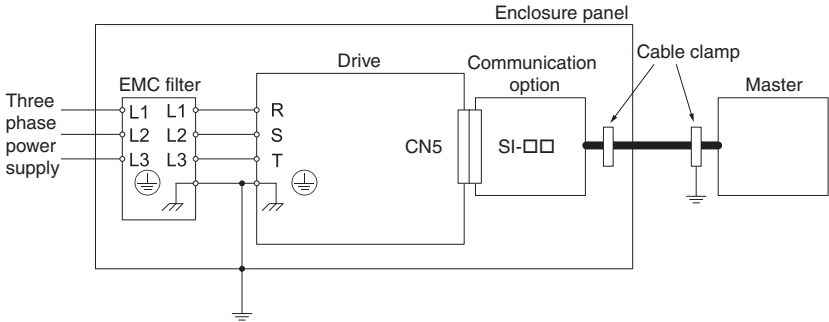 Enclosure panel
Three
phase
power
supply
EMC filter
L1 L1
L2 L2
L3 L3
Drive
R
S
T
CN5
Communication
option
SI-□□
Cable clamp
Master